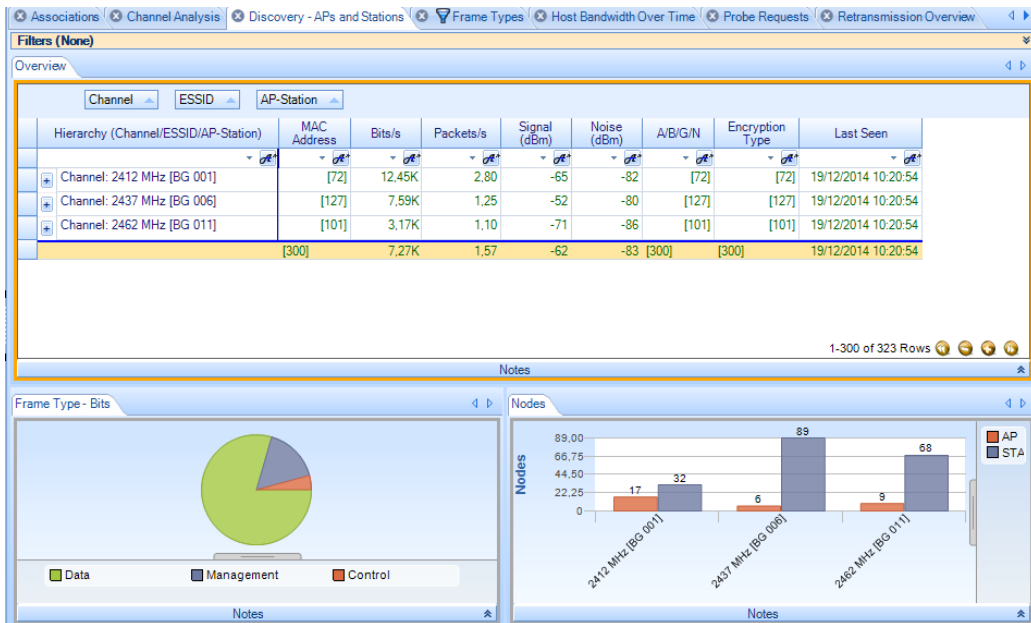 Associations Channel Analysis Discovery - APs and Stations Frame Types Host Bandwidth Over Time Probe Requests Retransmission Overview
Filters (None)
Overview
Channel ESSID AP-Station
Hierarchy (Channel/ESSID/AP-Station) MAC Address Bits/s Packets/s Signal (dBm) Noise (dBm) A/B/G/N Encryption Type Last Seen
Channel: 2412 MHz [BG 001] [72] 12,45K 2,80 -65 -82 [72] [72] 19/12/2014 10:20:54
Channel: 2437 MHz [BG 006] [127] 7,59K 1,25 -52 -80 [127] [127] 19/12/2014 10:20:54
Channel: 2462 MHz [BG 011] [101] 3,17K 1,10 -71 -86 [101] [101] 19/12/2014 10:20:54
[300] 7,27K 1,57 -62 -83 [300] [300] 19/12/2014 10:20:54
1-300 of 323 Rows
Notes
Frame Type - Bits
Data Management Control
Notes
Nodes
Nodes
89,00
66,75
44,50
22,25
0
17 32 6 89 9 68
2412 MHz [BG 001] 2437 MHz [BG 006] 2462 MHz [BG 011]
AP
STA
Notes